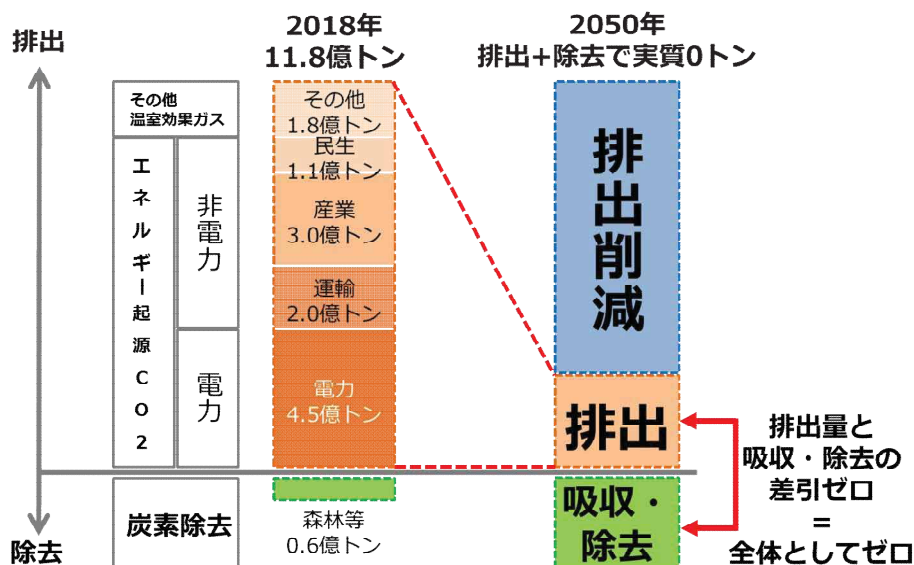 排出
2018年
11.8億トン
2050年
排出+除去で実質0トン
その他
温室効果ガス
エネルギー起源CO2
非電力
電力
その他
1.8億トン
民生
1.1億トン
産業
3.0億トン
運輸
2.0億トン
電力
4.5億トン
排出削減
排出
排出量と
吸収・除去の
差引ゼロ
=
全体としてゼロ
炭素除去
森林等
0.6億トン
吸収・
除去
除去